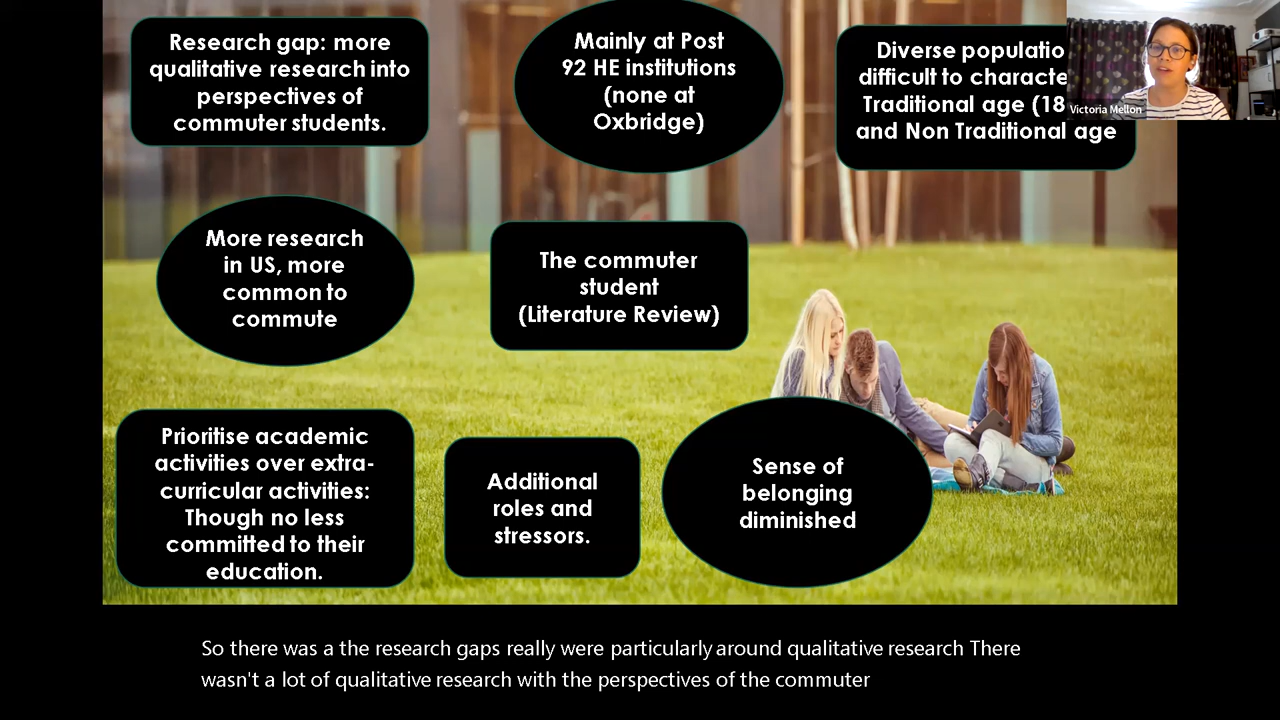 Research gap: more
qualitative research into
perspectives of
commuter students.
Mainly at Post
92 HE institutions
(none at
Oxbridge)
Diverse populatio
difficult to characte
Traditional age (18
and Non Traditional age
Victoria Mellon
More research
in US, more
common to
commute
The commuter
student
(Literature Review)
Prioritise academic
activities over extra-
curricular activities:
Though no less
committed to their
education.
Additional
roles and
stressors.
Sense of
belonging
diminished
So there was a the research gaps really were particularly around qualitative research There
wasn't a lot of qualitative research with the perspectives of the commuter